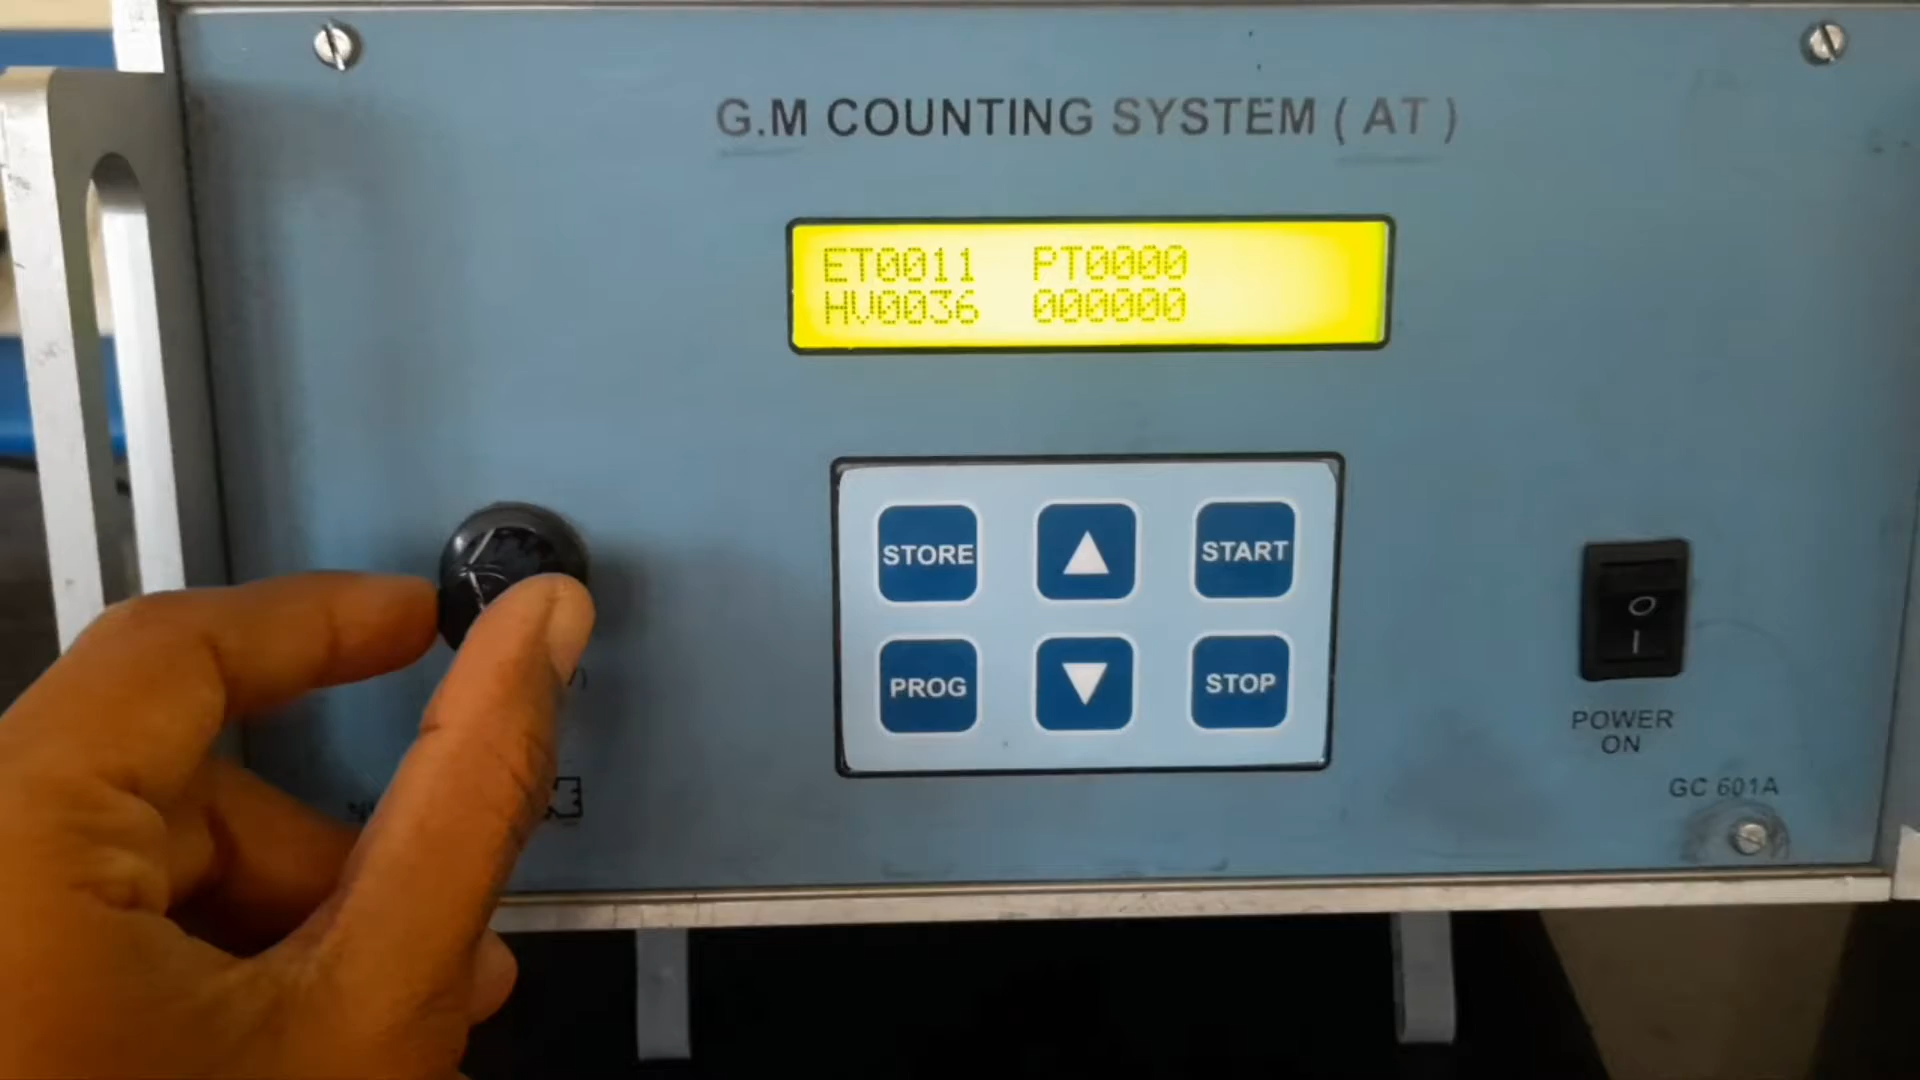 G.M COUNTING SYSTEM ( AT )
ET0011 PT0000
HV0036 000000
STORE
START
PROG
STOP
POWER
ON
GC 601A